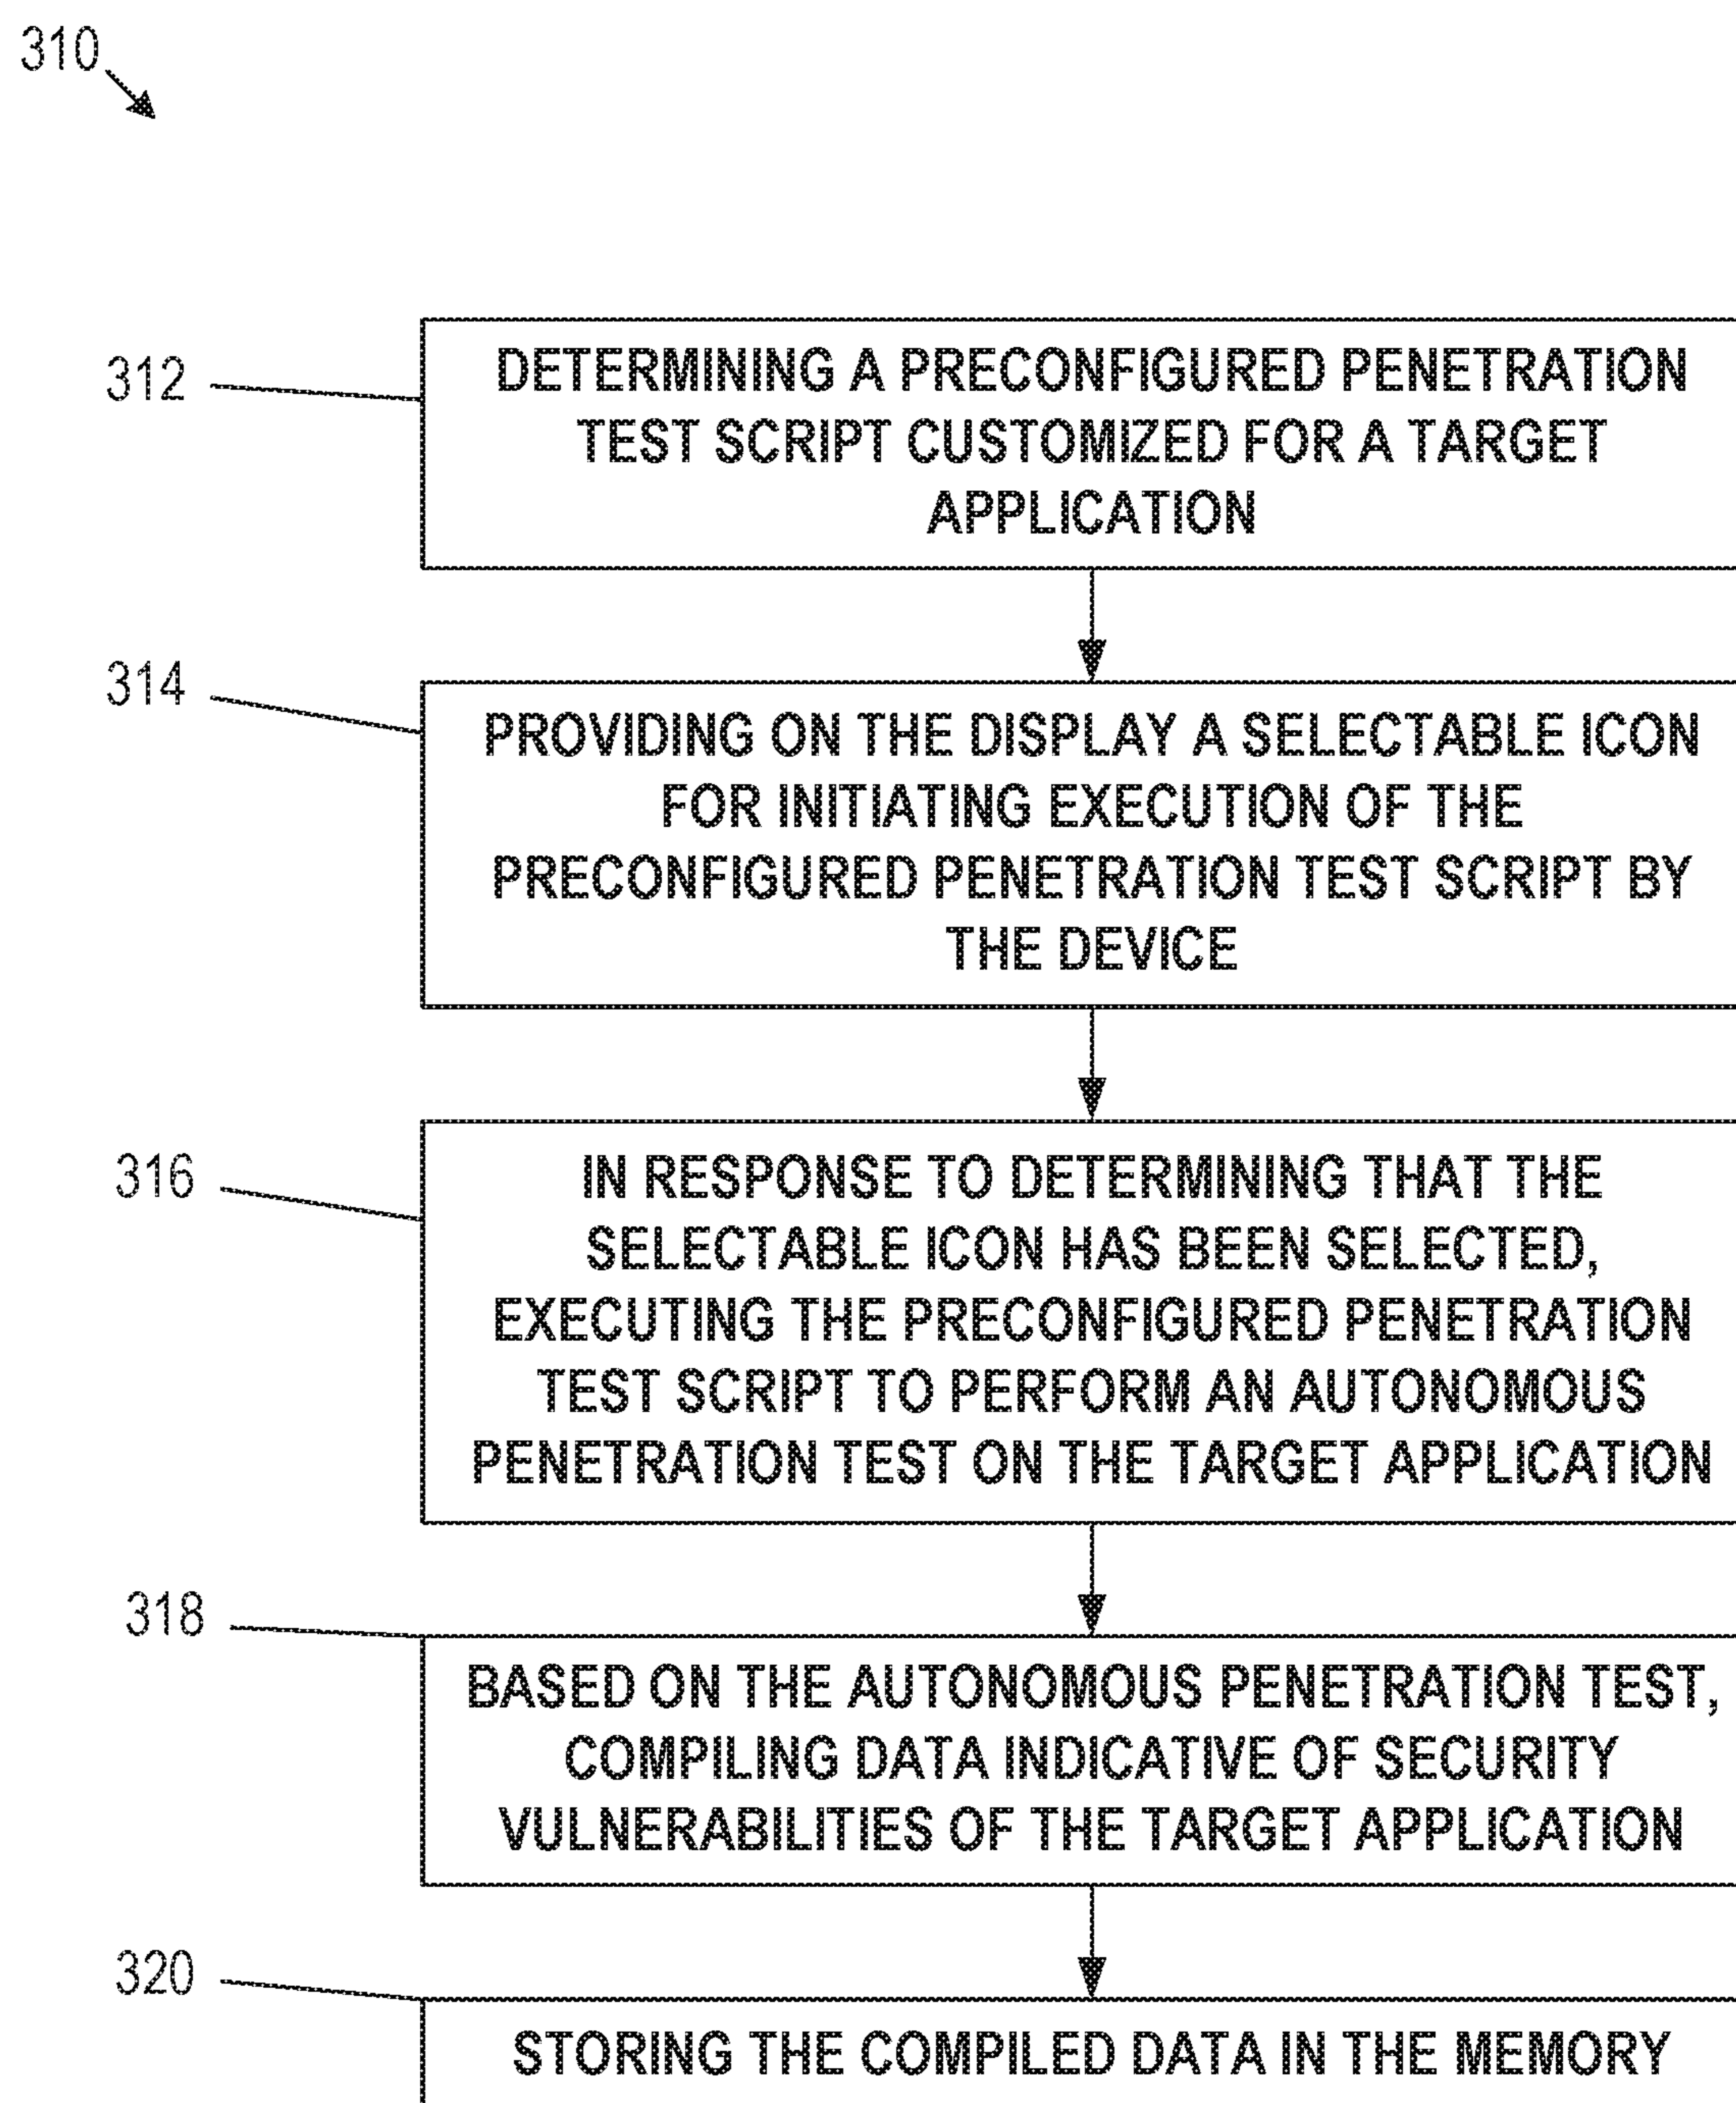 310
312
DETERMINING A PRECONFIGURED PENETRATION
TEST SCRIPT CUSTOMIZED FOR A TARGET
APPLICATION
314
PROVIDING ON THE DISPLAY A SELECTABLE ICON
FOR INITIATING EXECUTION OF THE
PRECONFIGURED PENETRATION TEST SCRIPT BY
THE DEVICE
316
IN RESPONSE TO DETERMINING THAT THE
SELECTABLE ICON HAS BEEN SELECTED,
EXECUTING THE PRECONFIGURED PENETRATION
TEST SCRIPT TO PERFORM AN AUTONOMOUS
PENETRATION TEST ON THE TARGET APPLICATION
318
BASED ON THE AUTONOMOUS PENETRATION TEST,
COMPILING DATA INDICATIVE OF SECURITY
VULNERABILITIES OF THE TARGET APPLICATION
320
STORING THE COMPILED DATA IN THE MEMORY